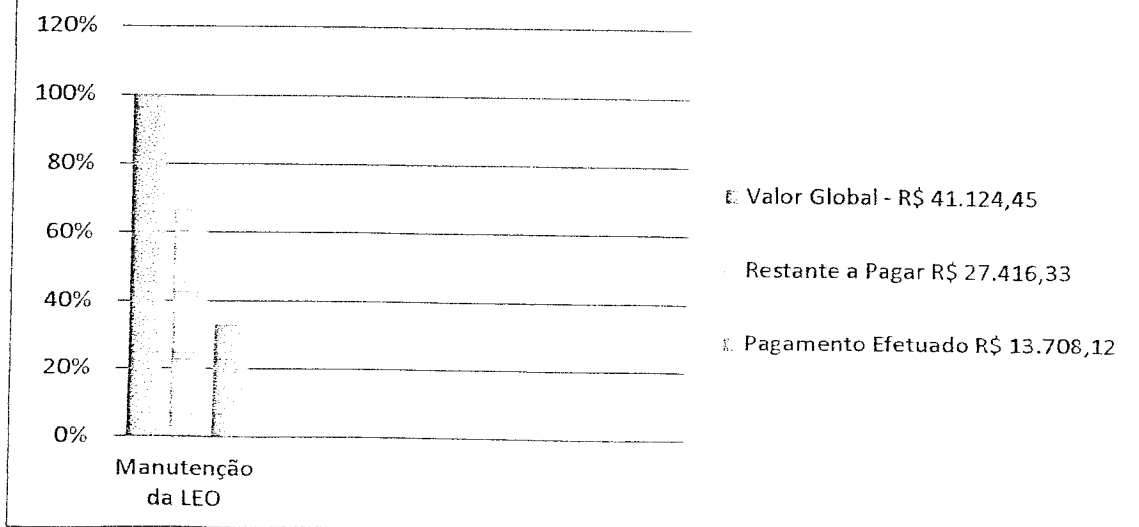 120%
100%
80%
60%
40%
20%
0%
Manutenção
da LEO
Valor Global - R$ 41.124,45
Restante a Pagar R$ 27.416,33
Pagamento Efetuado R$ 13.708,12